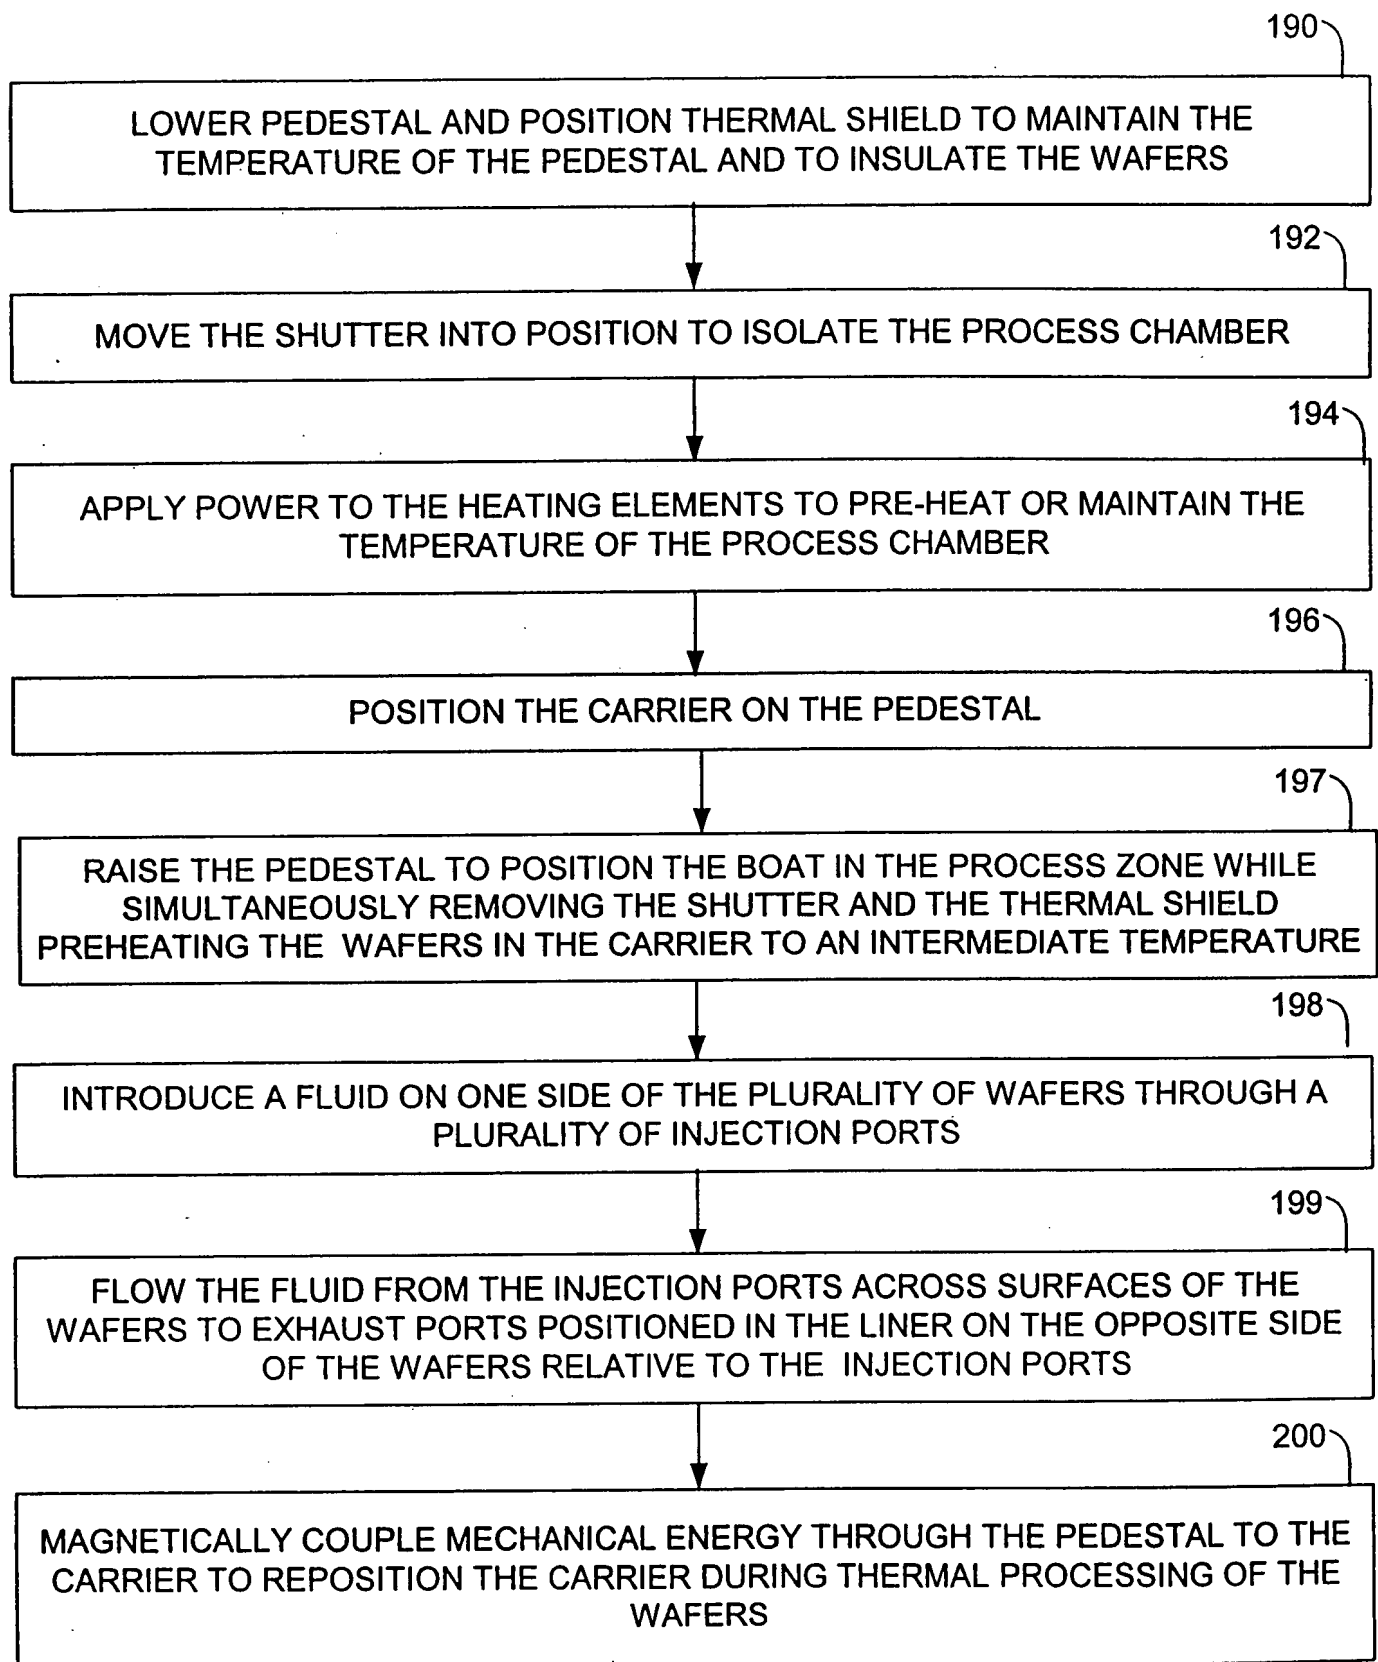 190
LOWER PEDESTAL AND POSITION THERMAL SHIELD TO MAINTAIN THE
TEMPERATURE OF THE PEDESTAL AND TO INSULATE THE WAFERS
192
MOVE THE SHUTTER INTO POSITION TO ISOLATE THE PROCESS CHAMBER
194
APPLY POWER TO THE HEATING ELEMENTS TO PRE-HEAT OR MAINTAIN THE
TEMPERATURE OF THE PROCESS CHAMBER
196
POSITION THE CARRIER ON THE PEDESTAL
197
RAISE THE PEDESTAL TO POSITION THE BOAT IN THE PROCESS ZONE WHILE
SIMULTANEOUSLY REMOVING THE SHUTTER AND THE THERMAL SHIELD
PREHEATING THE WAFERS IN THE CARRIER TO AN INTERMEDIATE TEMPERATURE
198
INTRODUCE A FLUID ON ONE SIDE OF THE PLURALITY OF WAFERS THROUGH A
PLURALITY OF INJECTION PORTS
199
FLOW THE FLUID FROM THE INJECTION PORTS ACROSS SURFACES OF THE
WAFERS TO EXHAUST PORTS POSITIONED IN THE LINER ON THE OPPOSITE SIDE
OF THE WAFERS RELATIVE TO THE INJECTION PORTS
200
MAGNETICALLY COUPLE MECHANICAL ENERGY THROUGH THE PEDESTAL TO THE
CARRIER TO REPOSITION THE CARRIER DURING THERMAL PROCESSING OF THE
WAFERS